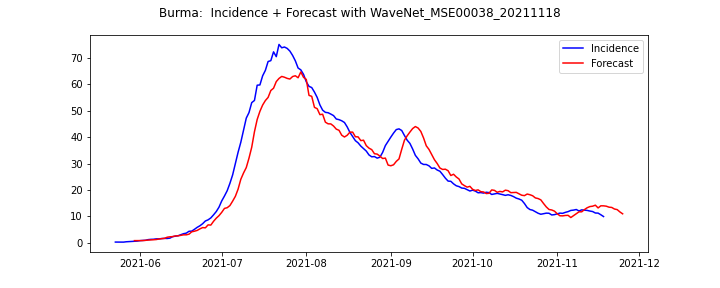 Burma:  Incidence + Forecast with WaveNet_MSE00038_20211118
Incidence
Forecast
70
60
50
40
30
20
10
0
2021-06 2021-07 2021-08 2021-09 2021-10 2021-11 2021-12